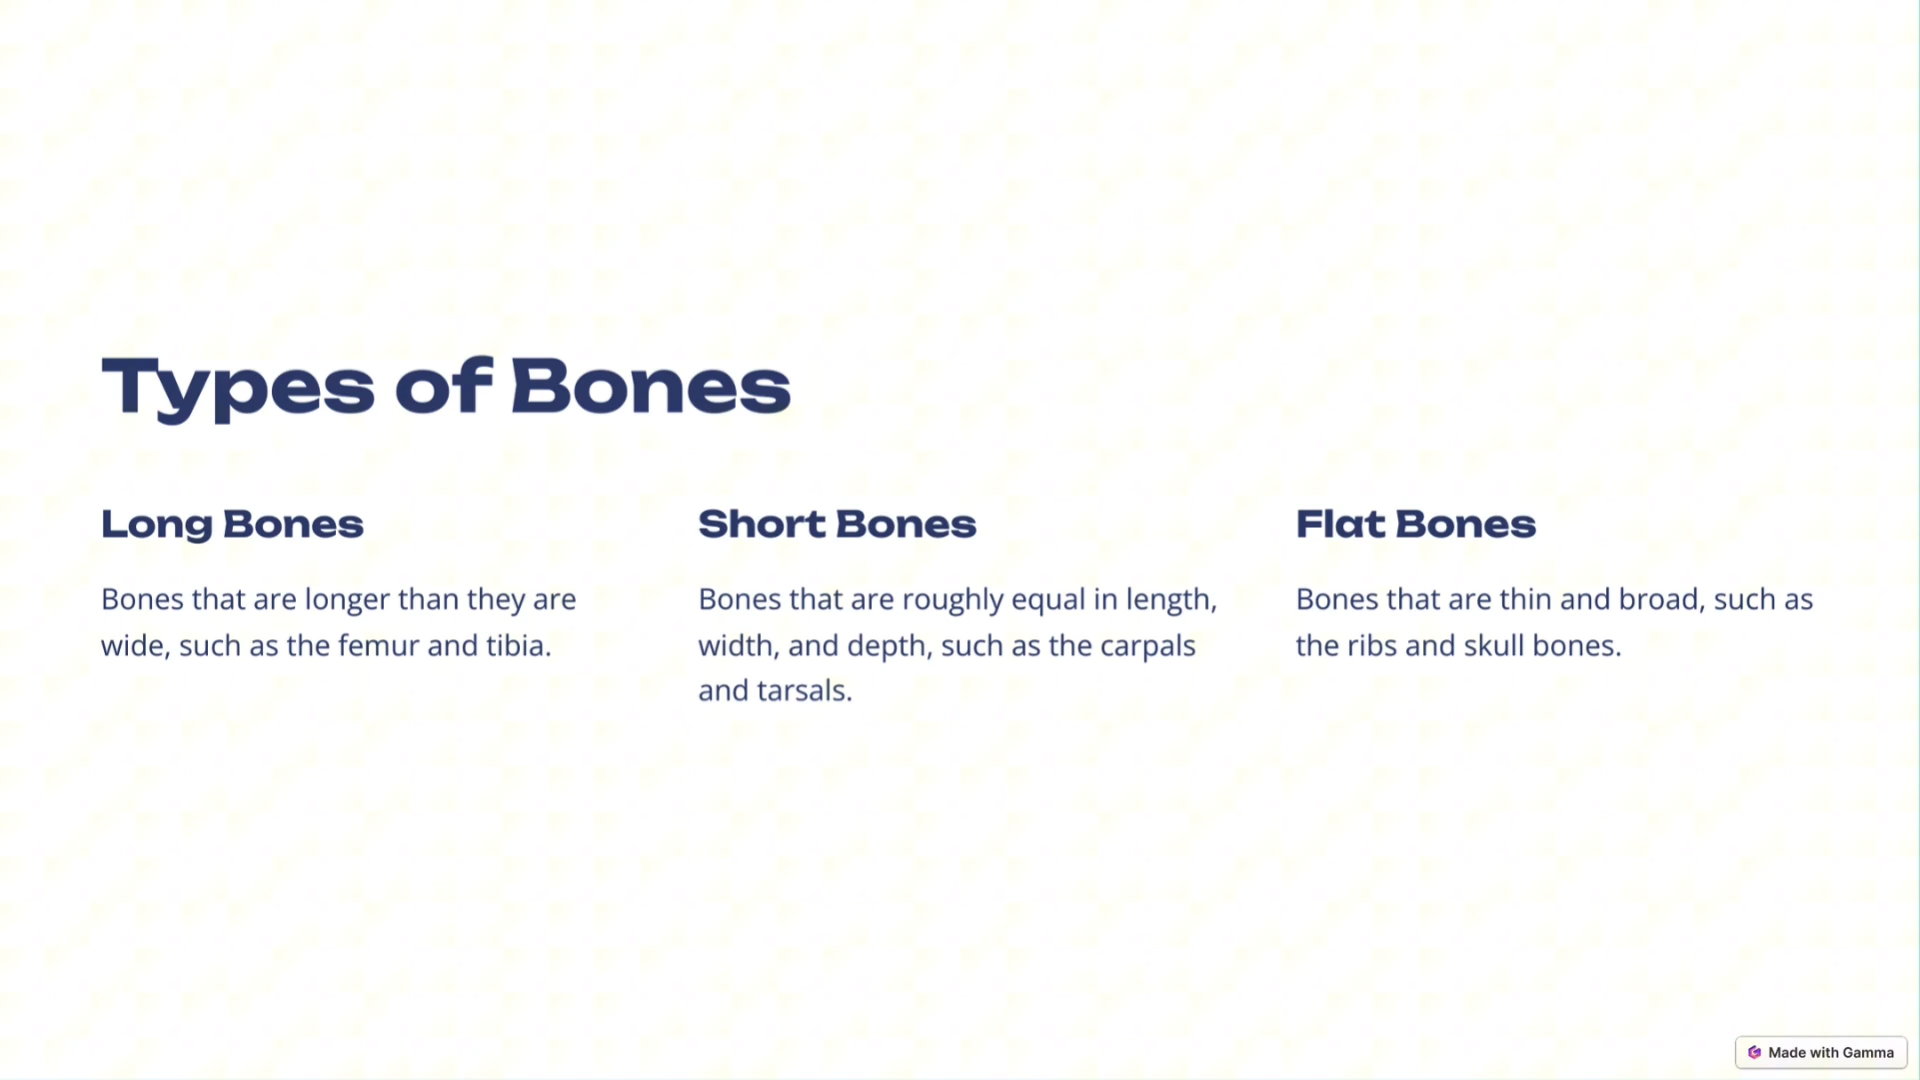 Types of Bones
Long Bones
Bones that are longer than they are
wide, such as the femur and tibia.
Short Bones
Bones that are roughly equal in length,
width, and depth, such as the carpals
and tarsals.
Flat Bones
Bones that are thin and broad, such as
the ribs and skull bones.
Made with Gamma